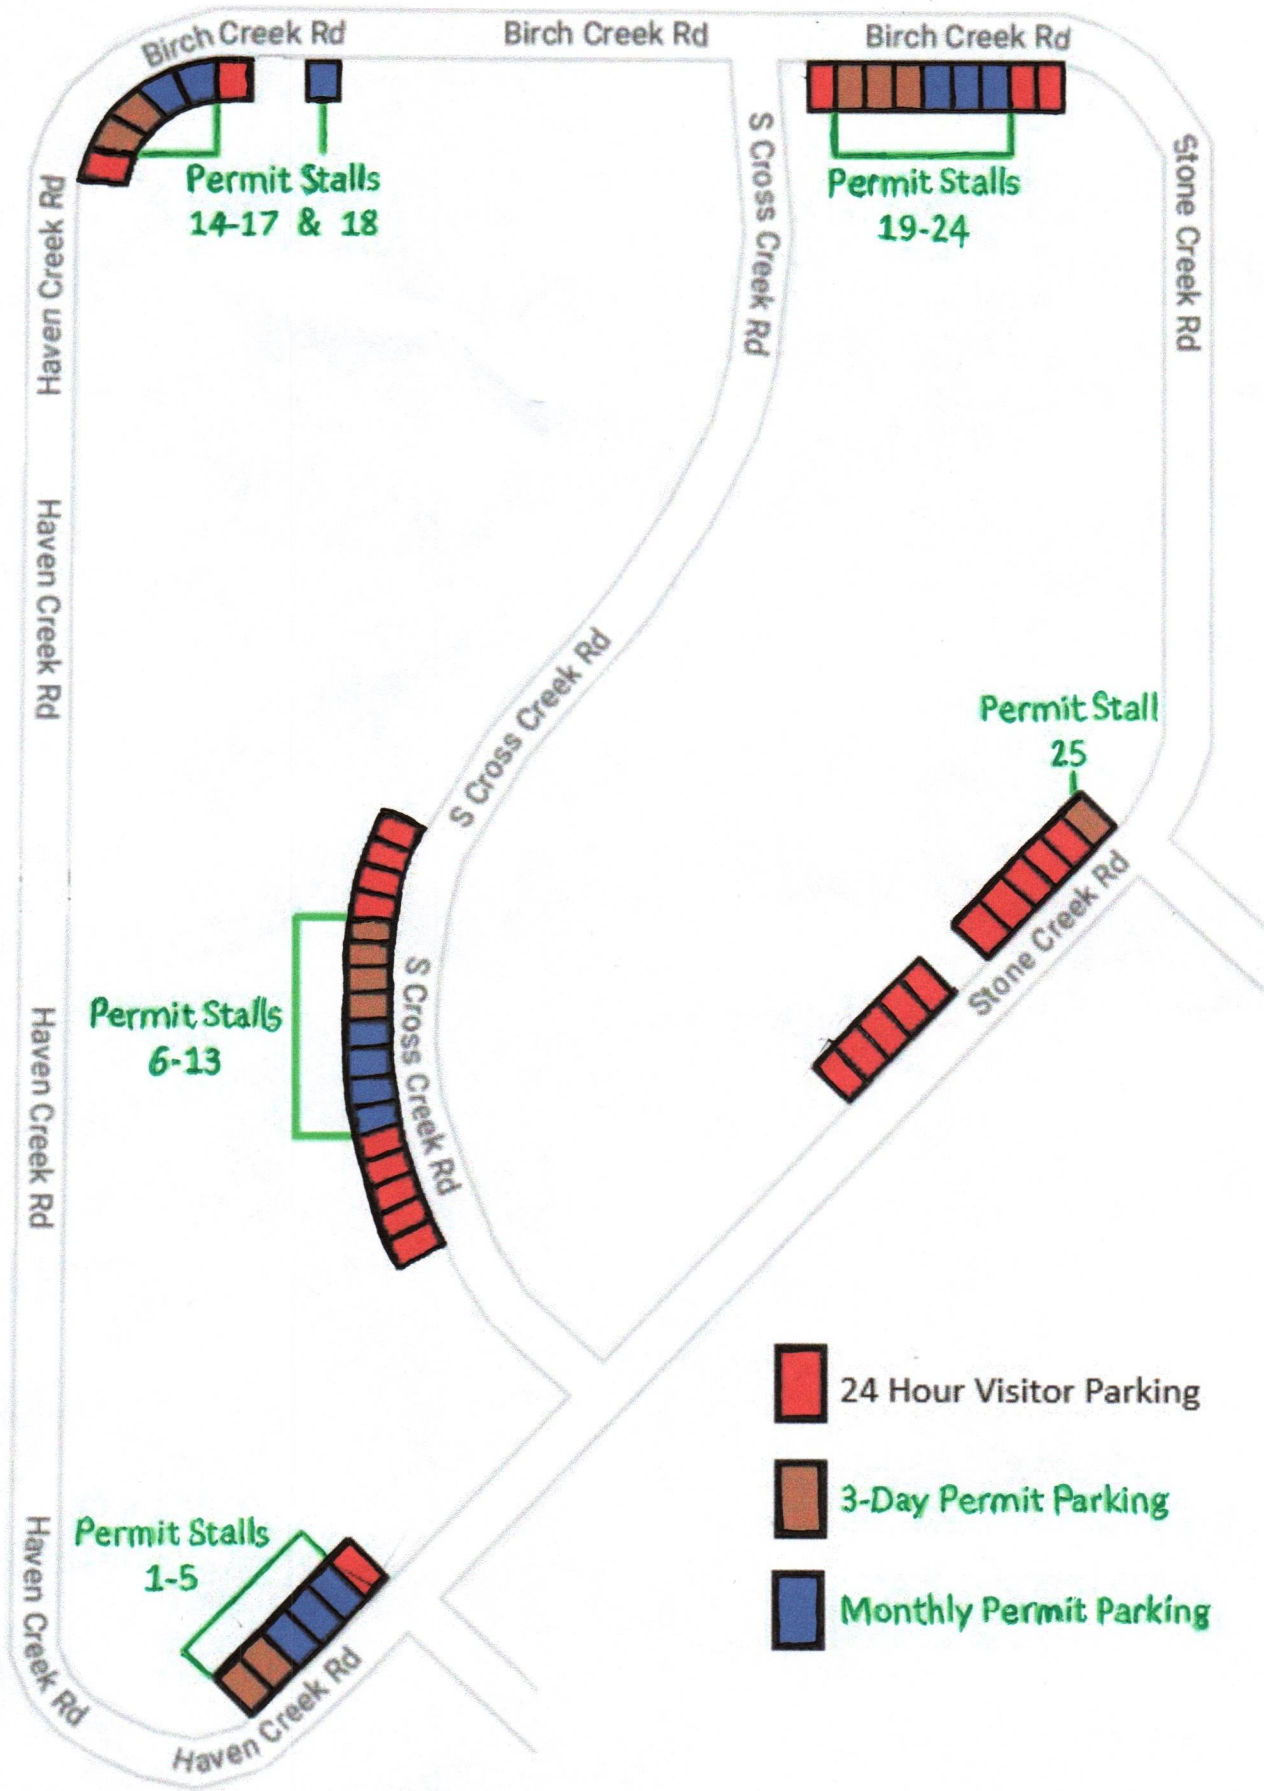 Birch Creek Rd
Birch Creek Rd
Birch Creek Rd
Permit Stalls
14-17 & 18
Permit Stalls
19-24
S Cross Creek Rd
Stone Creek Rd
Haven Creek Rd
Haven Creek Rd
S Cross Creek Rd
Permit Stall
25
Stone Creek Rd
S Cross Creek Rd
Permit Stalls
6-13
Haven Creek Rd
24 Hour Visitor Parking
3-Day Permit Parking
Monthly Permit Parking
Permit Stalls
1-5
Haven Creek Rd
Haven Creek Rd